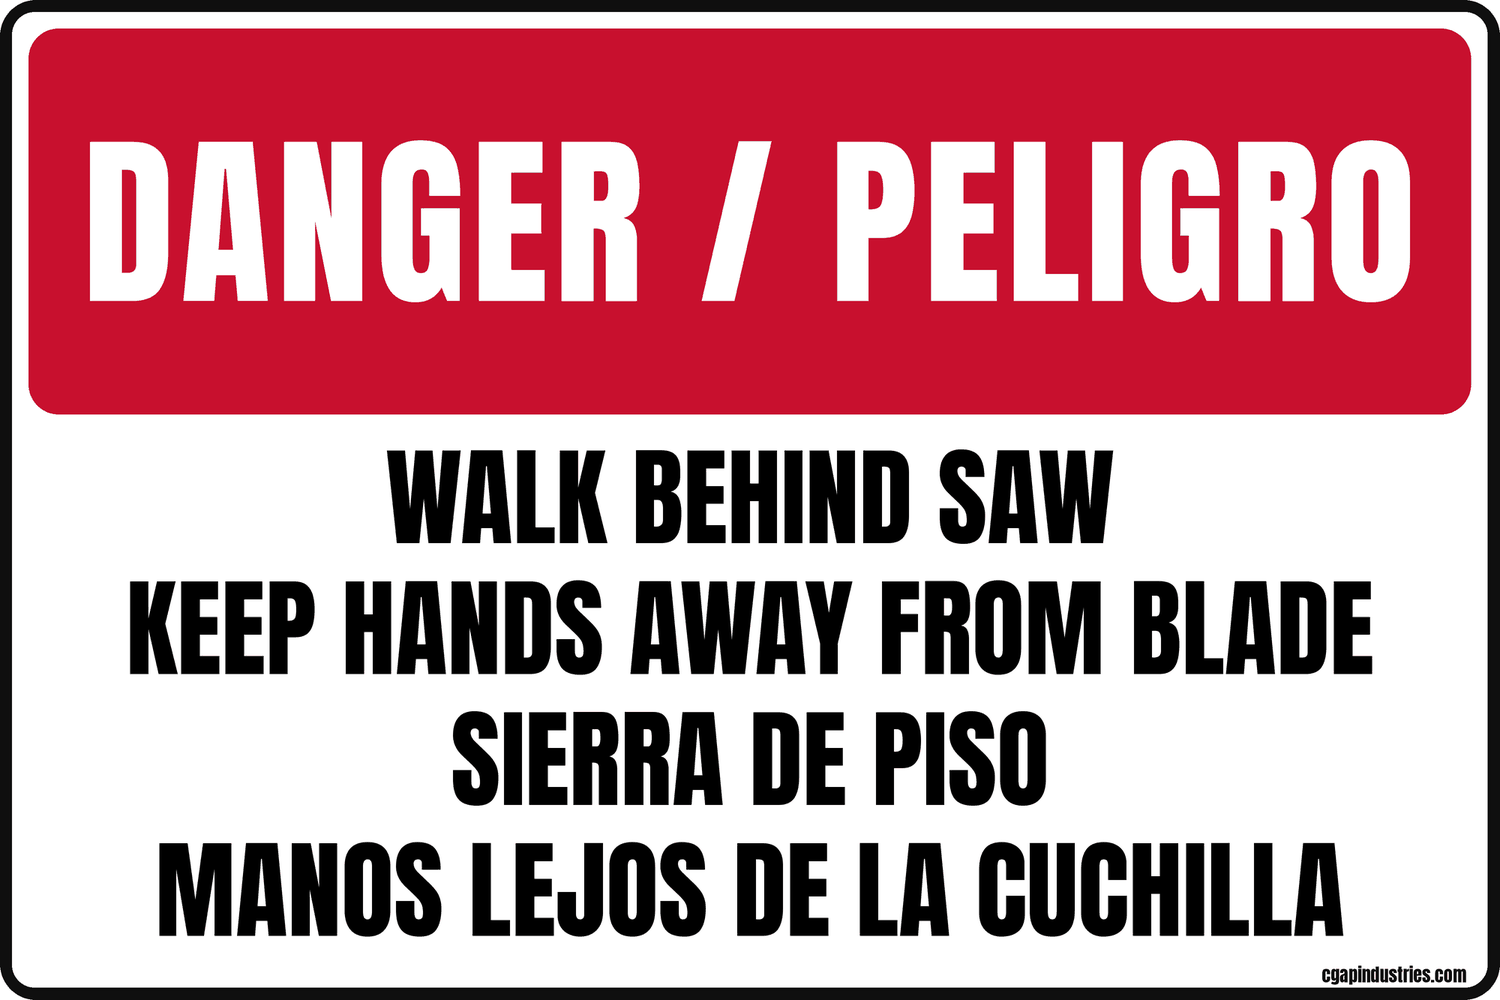 DANGER / PELIGRO
WALK BEHIND SAW
KEEP HANDS AWAY FROM BLADE
SIERRA DE PISO
MANOS LEJOS DE LA CUCHILLA
cgapindustries.com